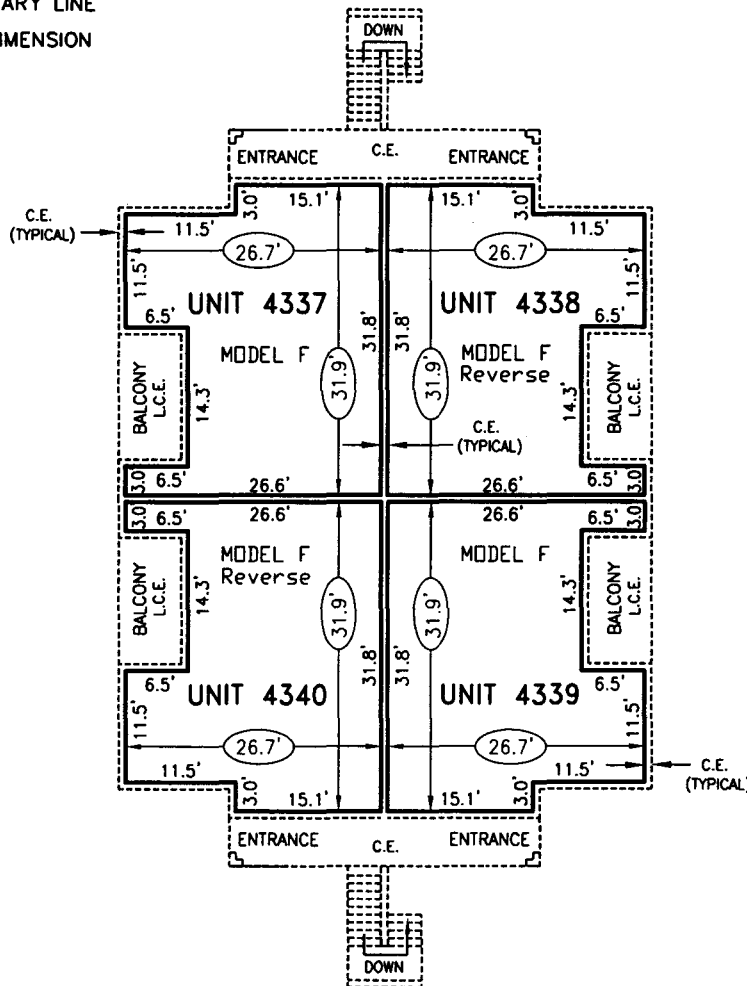 ARY LINE
IMENSION
DOWN
ENTRANCE C.E. ENTRANCE
C.E.
(TYPICAL)
15.1' 15.1'
3.0' 3.0'
11.5' 11.5'
26.7' 26.7'
11.5' 11.5'
UNIT 4337 UNIT 4338
6.5' 6.5'
31.8' 31.8'
MODEL F
MODEL F
Reverse
31.9' 31.9'
BALCONY
L.C.E.
14.3' 14.3'
BALCONY
L.C.E.
C.E.
(TYPICAL)
3.0' 6.5' 26.6' 26.6' 6.5' 3.0'
3.0' 6.5' 26.6' 26.6' 6.5' 3.0'
MODEL F
Reverse
MODEL F
BALCONY
L.C.E.
14.3' 14.3'
BALCONY
L.C.E.
31.9' 31.9'
31.8' 31.8'
6.5' 6.5'
UNIT 4340 UNIT 4339
11.5' 11.5'
26.7' 26.7'
11.5' 11.5'
C.E.
(TYPICAL)
3.0' 3.0'
15.1' 15.1'
ENTRANCE C.E. ENTRANCE
DOWN